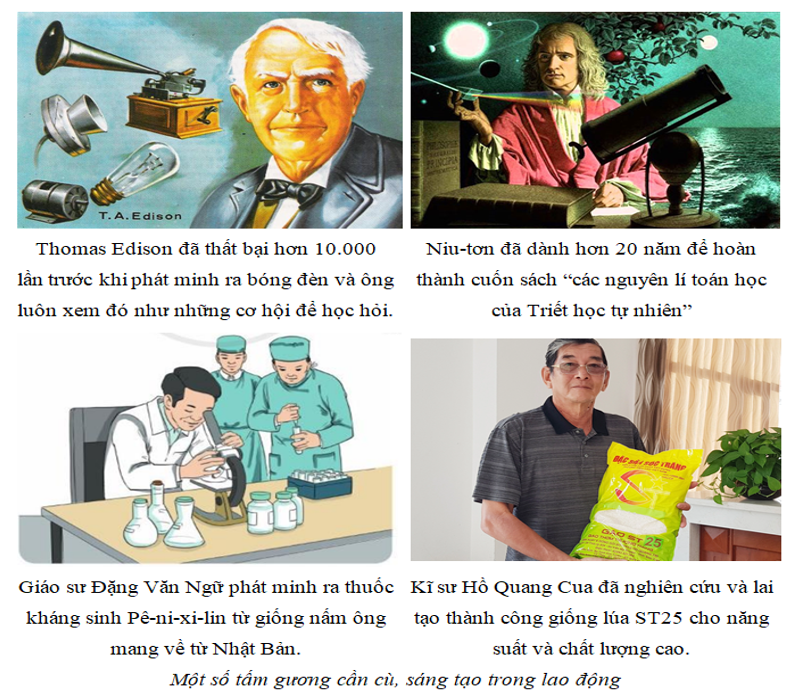 T.A.Edison
PRINCIPIA
Thomas Edison đã thất bại hơn 10.000
lần trước khi phát minh ra bóng đèn và ông
luôn xem đó như những cơ hội để học hỏi.
Niu-tơn đã dành hơn 20 năm để hoàn
thành cuốn sách “các nguyên lí toán học
của Triết học tự nhiên”
ĐẶC SẢN SÓC TRĂNG
GẠO ST 25
Giáo sư Đặng Văn Ngữ phát minh ra thuốc
kháng sinh Pê-ni-xi-lin từ giống nấm ông
mang về từ Nhật Bản.
Kĩ sư Hồ Quang Cua đã nghiên cứu và lai
tạo thành công giống lúa ST25 cho năng
suất và chất lượng cao.
Một số tấm gương cần cù, sáng tạo trong lao động